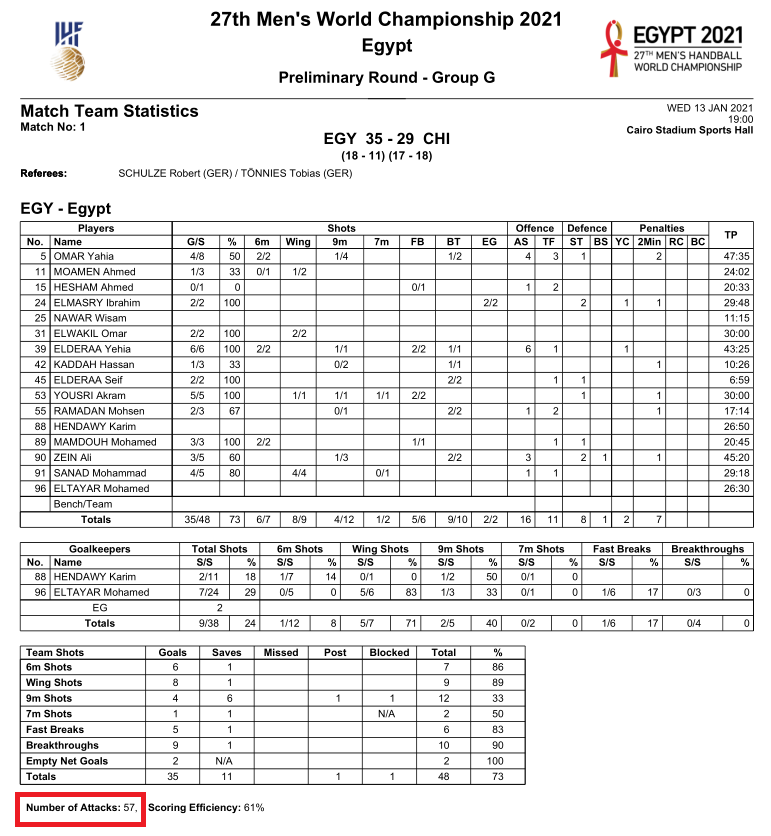 27th Men's World Championship 2021
Egypt
Preliminary Round - Group G
IHF
EGYPT 2021
27TH MEN'S HANDBALL
WORLD CHAMPIONSHIP
Match Team Statistics
Match No: 1
WED 13 JAN 2021
19:00
Cairo Stadium Sports Hall
EGY 35 - 29 CHI
(18 - 11) (17 - 18)
Referees: SCHULZE Robert (GER) / TÖNNIES Tobias (GER)
EGY - Egypt
Players Shots Offence Defence Penalties TP
No. Name G/S % 6m Wing 9m 7m FB BT EG AS TF ST BS YC 2Min RC BC
5 OMAR Yahia 4/8 50 2/2 1/4 1/2 4 3 1 2 47:35
11 MOAMEN Ahmed 1/3 33 0/1 1/2 24:02
15 HESHAM Ahmed 0/1 0 0/1 1 2 20:33
24 ELMASRY Ibrahim 2/2 100 2/2 2 1 1 29:48
25 NAWAR Wisam 11:15
31 ELWAKIL Omar 2/2 100 2/2 30:00
39 ELDERAA Yehia 6/6 100 2/2 1/1 2/2 1/1 6 1 1 43:25
42 KADDAH Hassan 1/3 33 0/2 1/1 1 10:26
45 ELDERAA Seif 2/2 100 2/2 1 1 6:59
53 YOUSRI Akram 5/5 100 1/1 1/1 1/1 2/2 1 1 30:00
55 RAMADAN Mohsen 2/3 67 0/1 2/2 1 2 1 17:14
88 HENDAWY Karim 26:50
89 MAMDOUH Mohamed 3/3 100 2/2 1/1 1 1 20:45
90 ZEIN Ali 3/5 60 1/3 2/2 3 2 1 1 45:20
91 SANAD Mohammad 4/5 80 4/4 0/1 1 1 29:18
96 ELTAYAR Mohamed 26:30
Bench/Team
Totals 35/48 73 6/7 8/9 4/12 1/2 5/6 9/10 2/2 16 11 8 1 2 7
Goalkeepers Total Shots 6m Shots Wing Shots 9m Shots 7m Shots Fast Breaks Breakthroughs
No. Name S/S % S/S % S/S % S/S % S/S % S/S % S/S %
88 HENDAWY Karim 2/11 18 1/7 14 0/1 0 1/2 50 0/1 0
96 ELTAYAR Mohamed 7/24 29 0/5 0 5/6 83 1/3 33 0/1 0 1/6 17 0/3 0
EG 2
Totals 9/38 24 1/12 8 5/7 71 2/5 40 0/2 0 1/6 17 0/4 0
Team Shots Goals Saves Missed Post Blocked Total %
6m Shots 6 1 7 86
Wing Shots 8 1 9 89
9m Shots 4 6 1 1 12 33
7m Shots 1 1 N/A 2 50
Fast Breaks 5 1 6 83
Breakthroughs 9 1 10 90
Empty Net Goals 2 N/A 2 100
Totals 35 11 1 1 48 73
Number of Attacks: 57, Scoring Efficiency: 61%